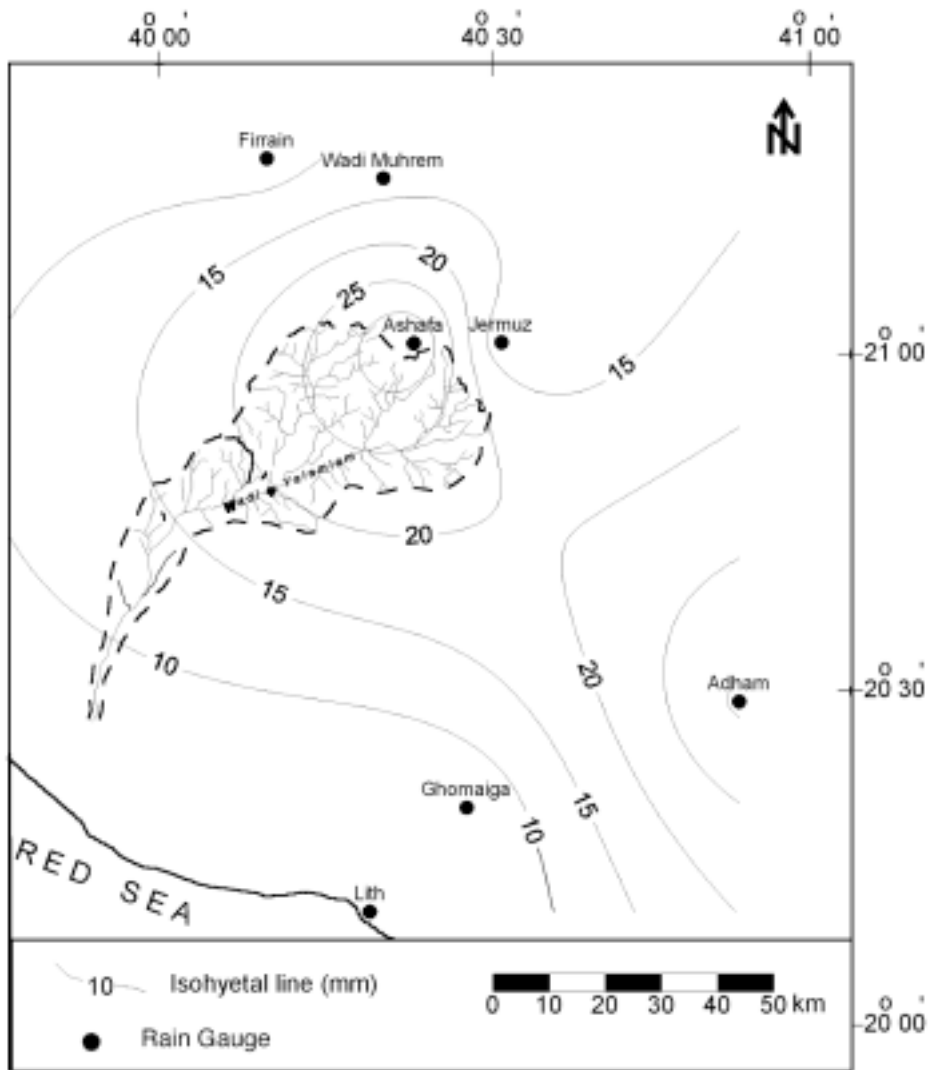 40° 00'
40° 30'
41° 00'
N
Firrain
Wadi Muhrem
20
15
25
Ashafa
Jermuz
21° 00'
15
Wadi Yalamlam
20
15
10
20
Adham
20° 30'
Ghomaiga
15
10
RED SEA
Lith
10 Isohyetal line (mm)
0 10 20 30 40 50 km
Rain Gauge
20° 00'